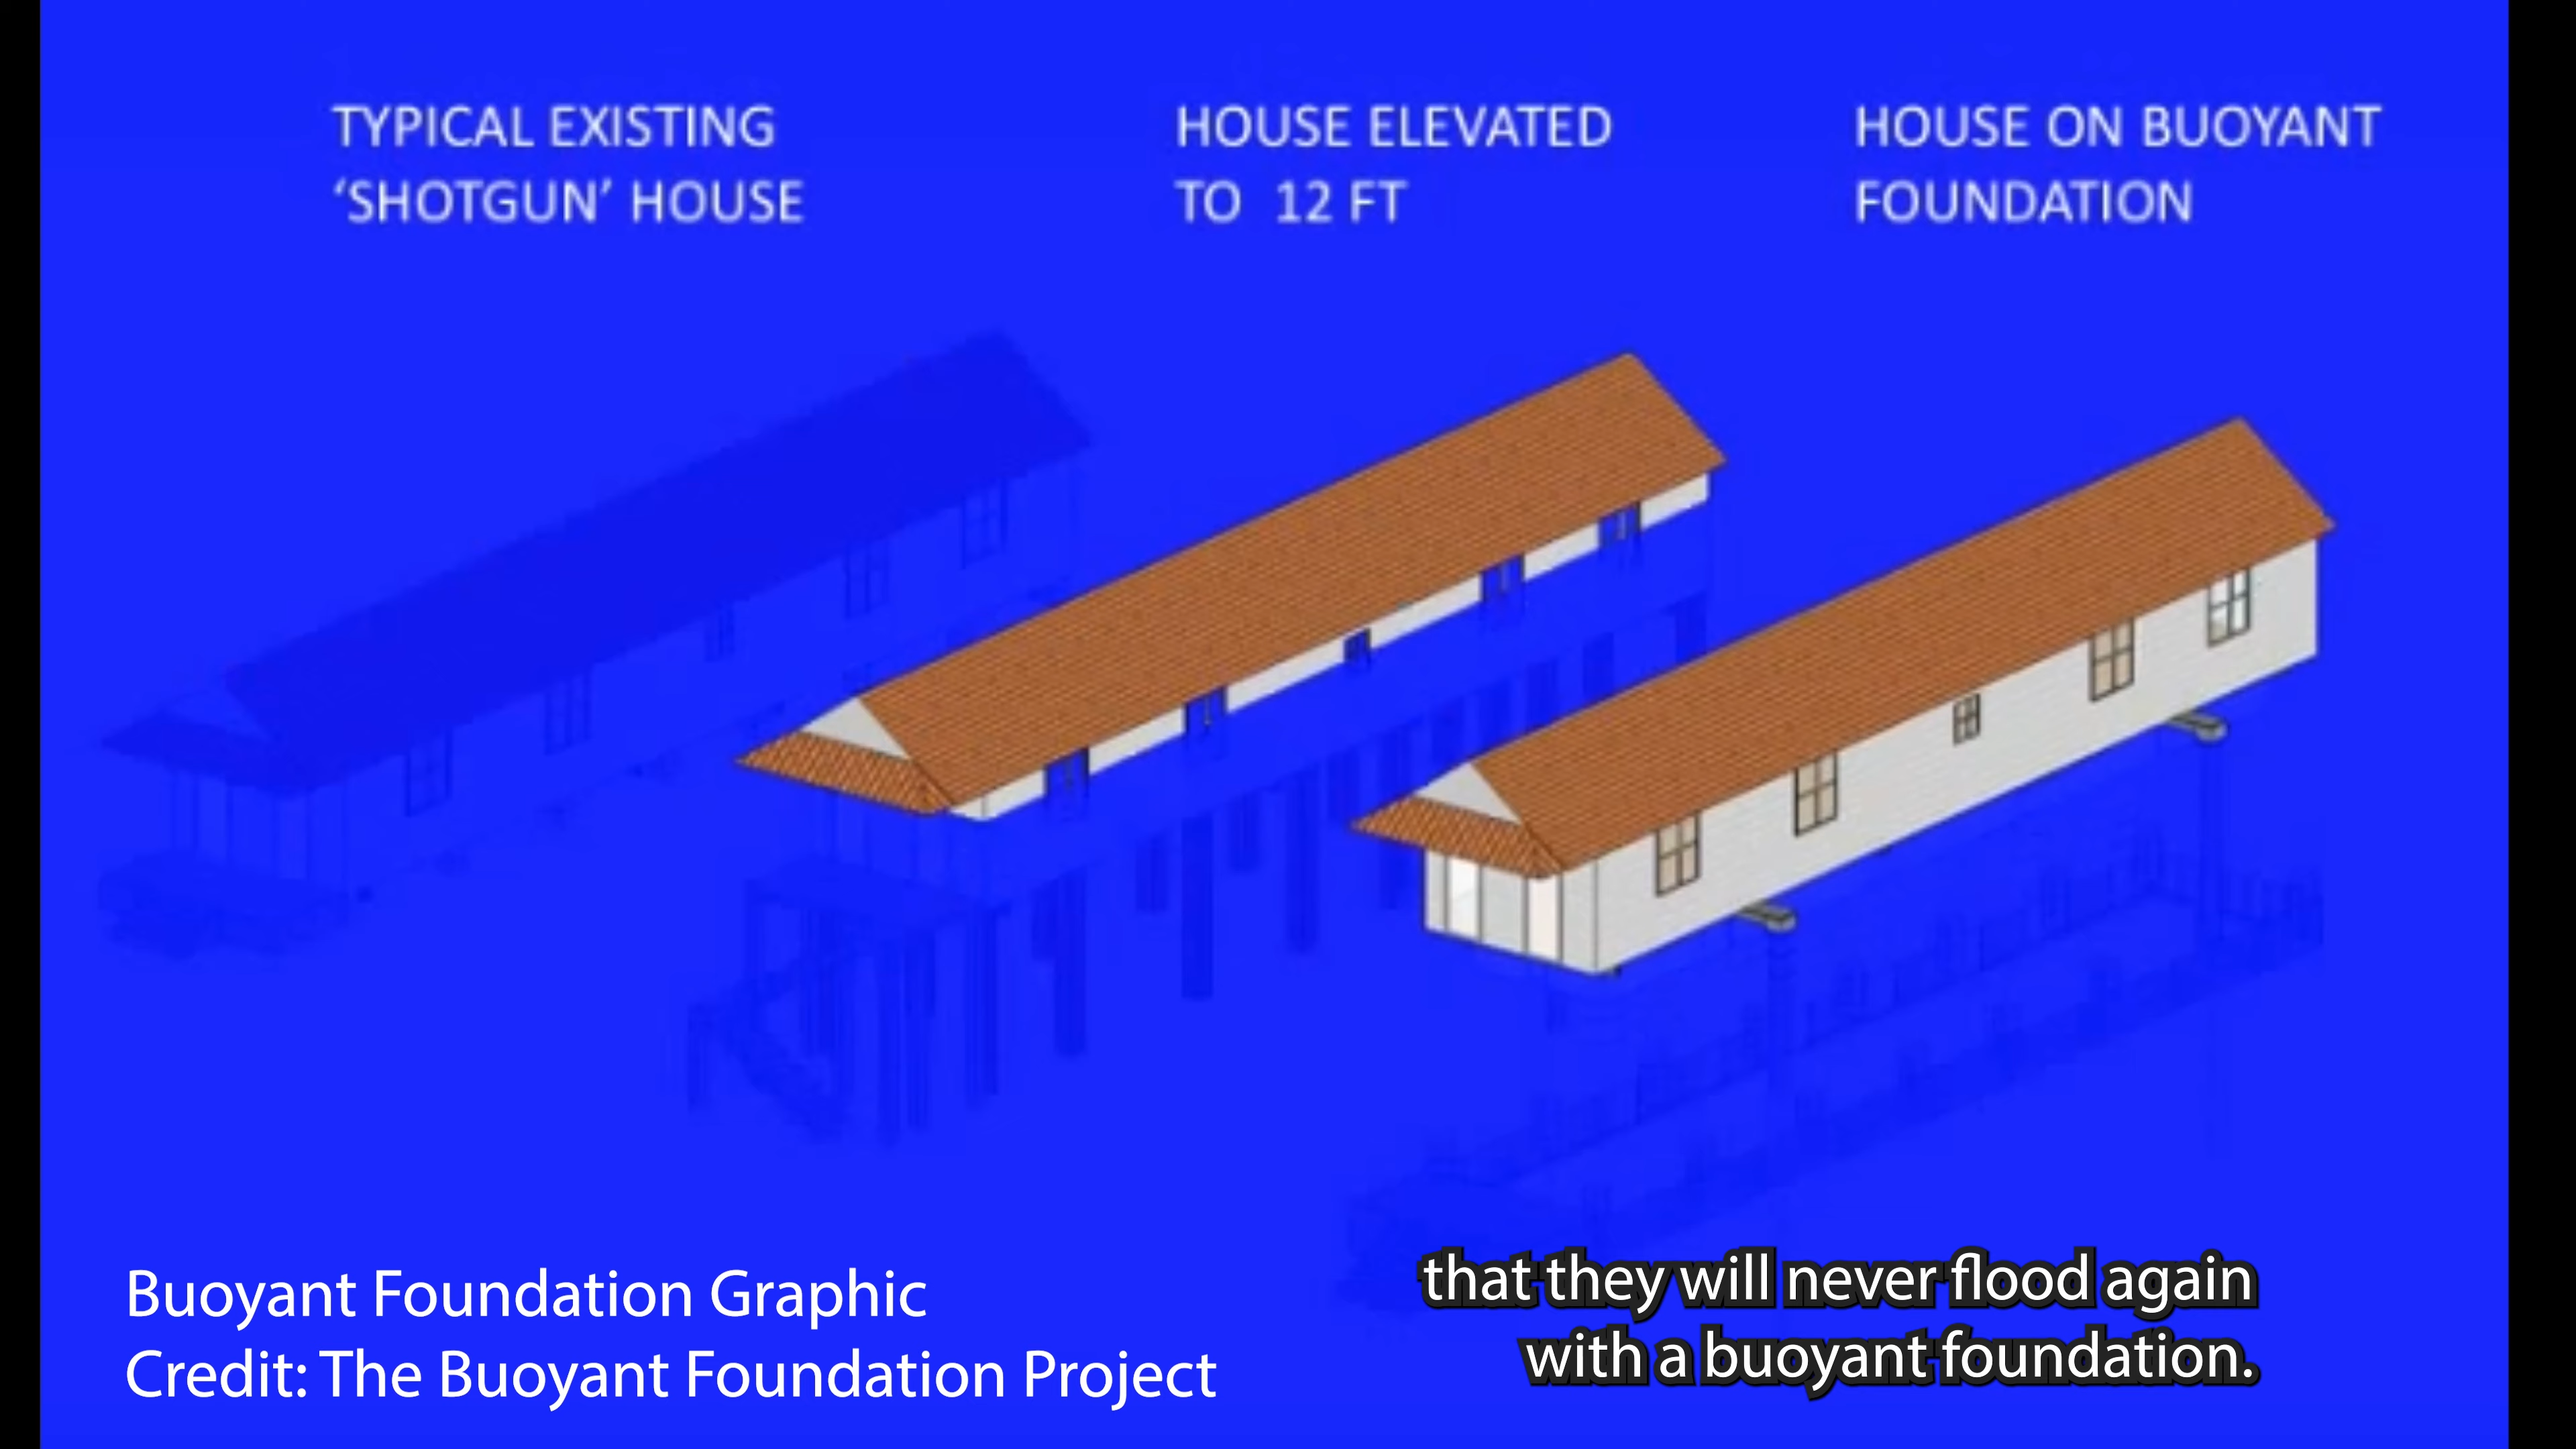 TYPICAL EXISTING
‘SHOTGUN’ HOUSE
HOUSE ELEVATED
TO 12 FT
HOUSE ON BUOYANT
FOUNDATION
Buoyant Foundation Graphic
Credit: The Buoyant Foundation Project
that they will never flood again
with a buoyant foundation.